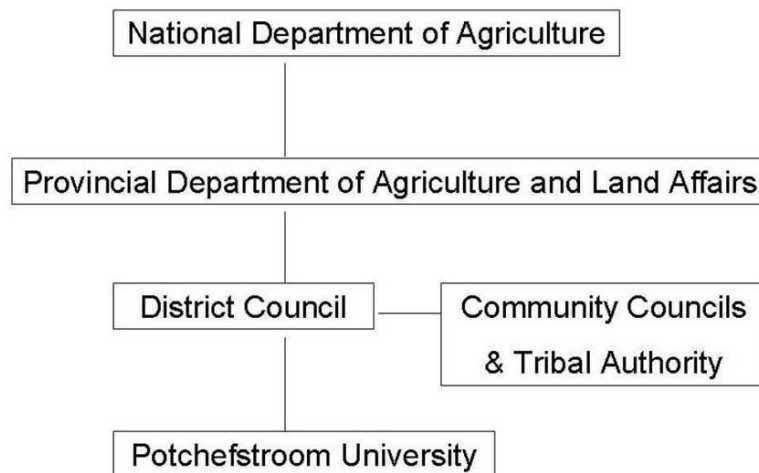 National Department of Agriculture
Provincial Department of Agriculture and Land Affairs
District Council
Community Councils
& Tribal Authority
Potchefstroom University